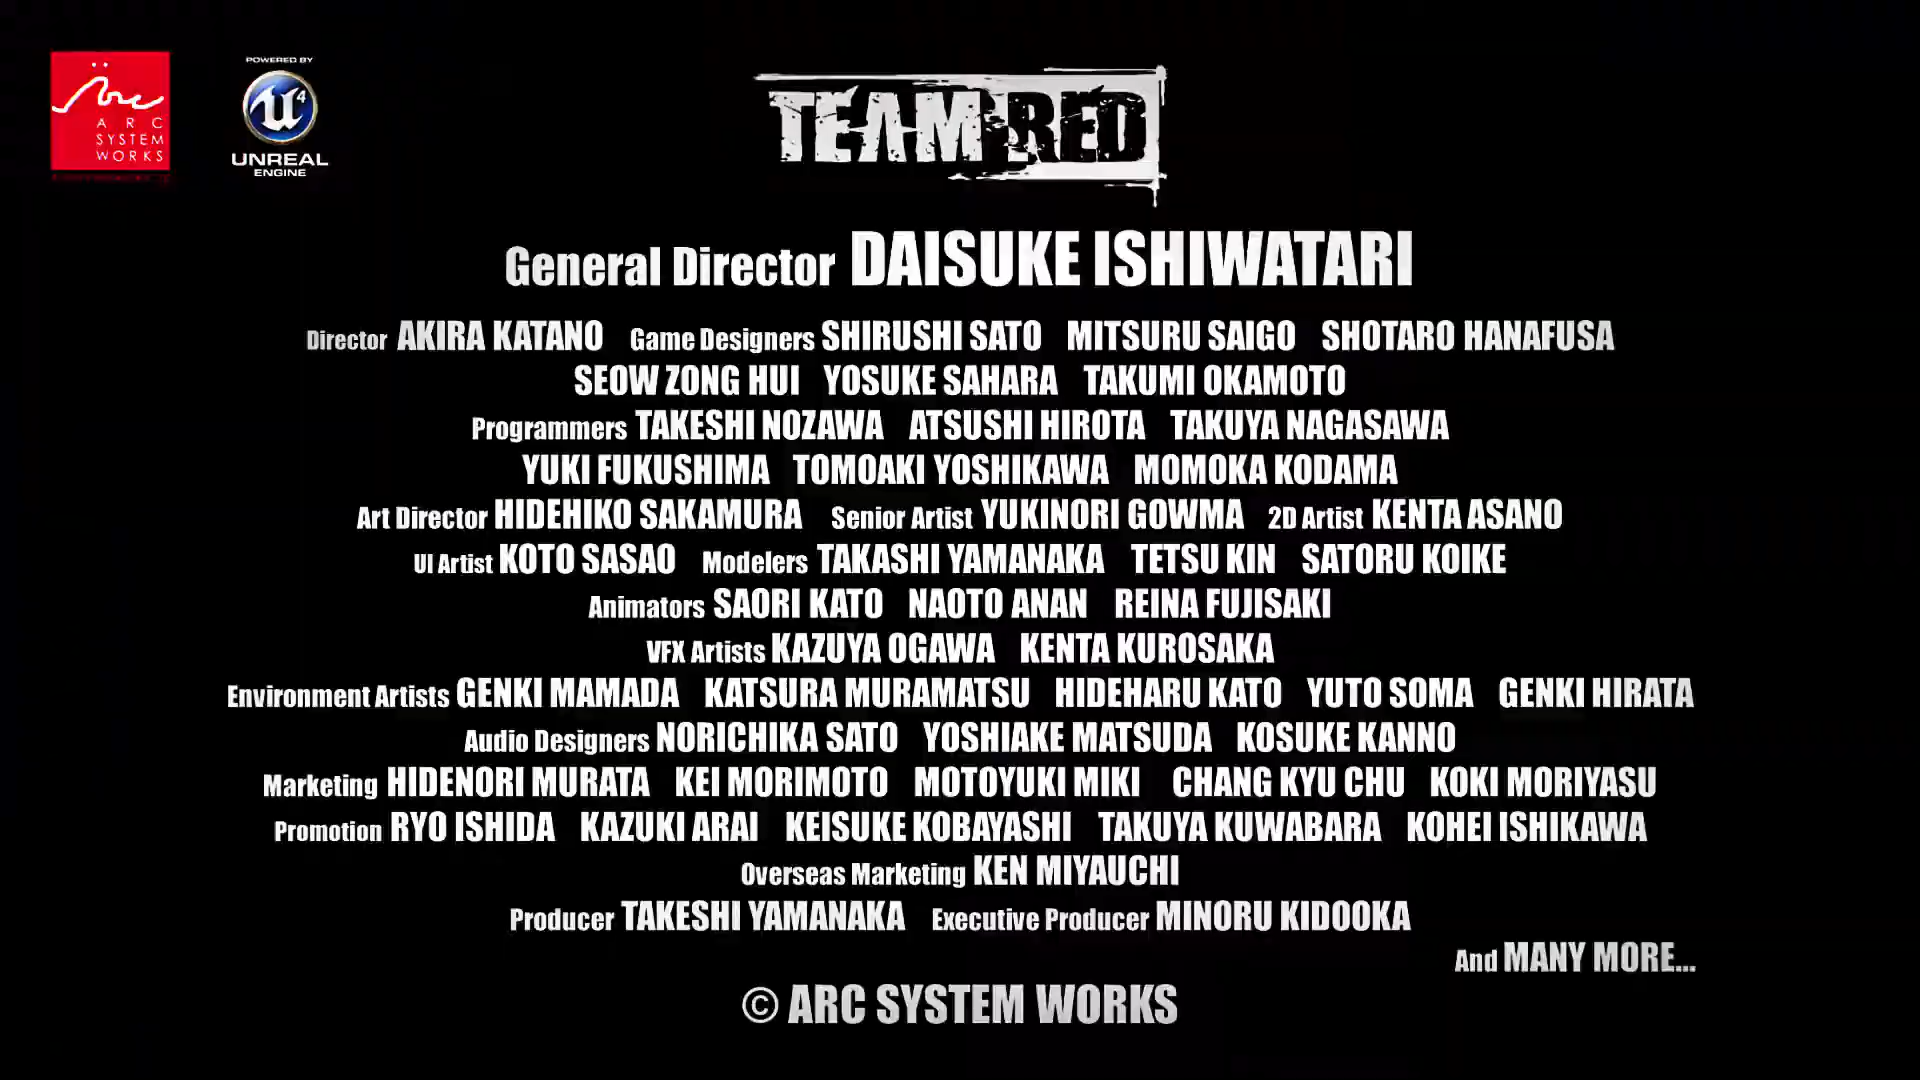 Arc
ARC
SYSTEM
WORKS
POWERED BY
U4
UNREAL
ENGINE
TEAM RED
General Director DAISUKE ISHIWATARI
Director AKIRA KATANO Game Designers SHIRUSHI SATO MITSURU SAIGO SHOTARO HANAFUSA
SEOW ZONG HUI YOSUKE SAHARA TAKUMI OKAMOTO
Programmers TAKESHI NOZAWA ATSUSHI HIROTA TAKUYA NAGASAWA
YUKI FUKUSHIMA TOMOAKI YOSHIKAWA MOMOKA KODAMA
Art Director HIDEHIKO SAKAMURA Senior Artist YUKINORI GOWMA 2D Artist KENTA ASANO
UI Artist KOTO SASAO Modelers TAKASHI YAMANAKA TETSU KIN SATORU KOIKE
Animators SAORI KATO NAOTO ANAN REINA FUJISAKI
VFX Artists KAZUYA OGAWA KENTA KUROSAKA
Environment Artists GENKI MAMADA KATSURA MURAMATSU HIDEHARU KATO YUTO SOMA GENKI HIRATA
Audio Designers NORICHIKA SATO YOSHIAKE MATSUDA KOSUKE KANNO
Marketing HIDENORI MURATA KEI MORIMOTO MOTOYUKI MIKI CHANG KYU CHU KOKI MORIYASU
Promotion RYO ISHIDA KAZUKI ARAI KEISUKE KOBAYASHI TAKUYA KUWABARA KOHEI ISHIKAWA
Overseas Marketing KEN MIYAUCHI
Producer TAKESHI YAMANAKA Executive Producer MINORU KIDOOKA
And MANY MORE...
© ARC SYSTEM WORKS